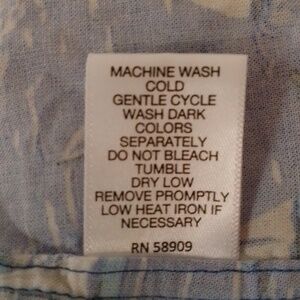 MACHINE WASH
COLD
GENTLE CYCLE
WASH DARK
COLORS
SEPARATELY
DO NOT BLEACH
TUMBLE
DRY LOW
REMOVE PROMPTLY
LOW HEAT IRON IF
NECESSARY
RN 58909